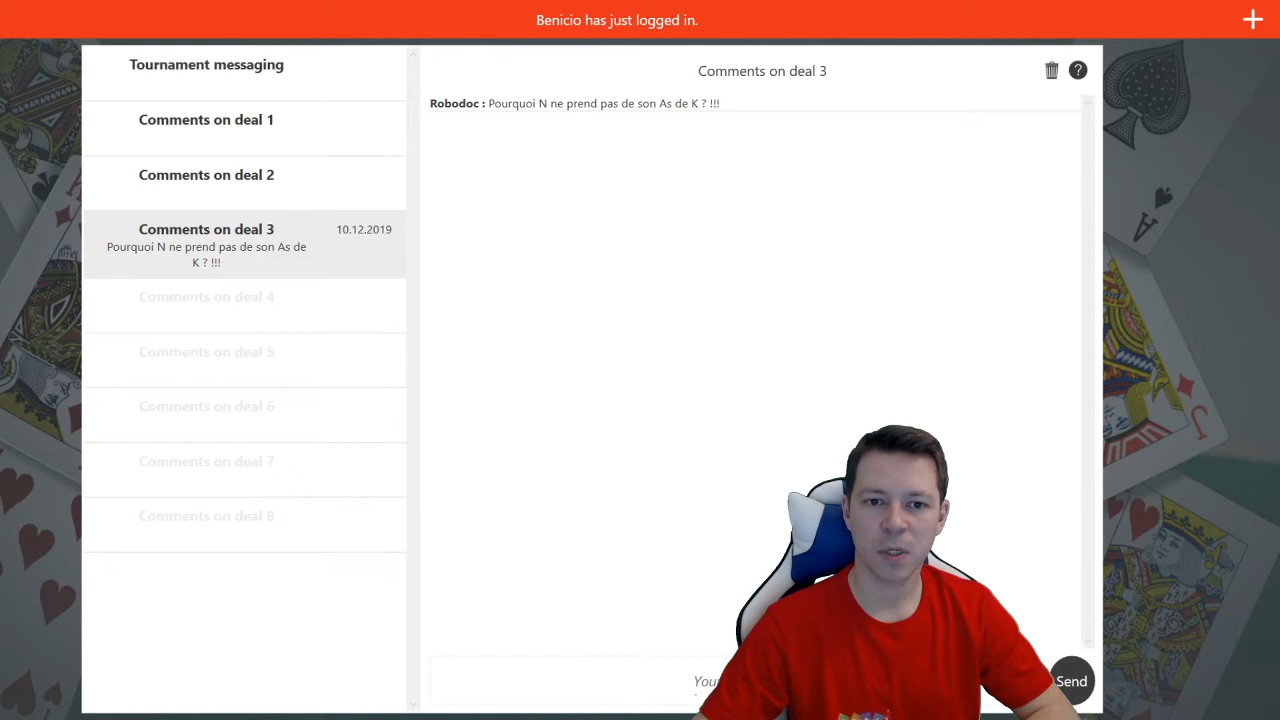 Benicio has just logged in.
Tournament messaging
Comments on deal 1
Comments on deal 2
Comments on deal 3
10.12.2019
Pourquoi N ne prend pas de son As de
K ? !!!
Comments on deal 4
Comments on deal 5
Comments on deal 6
Comments on deal 7
Comments on deal 8
Comments on deal 3
?
Robodoc : Pourquoi N ne prend pas de son As de K ? !!!
Send